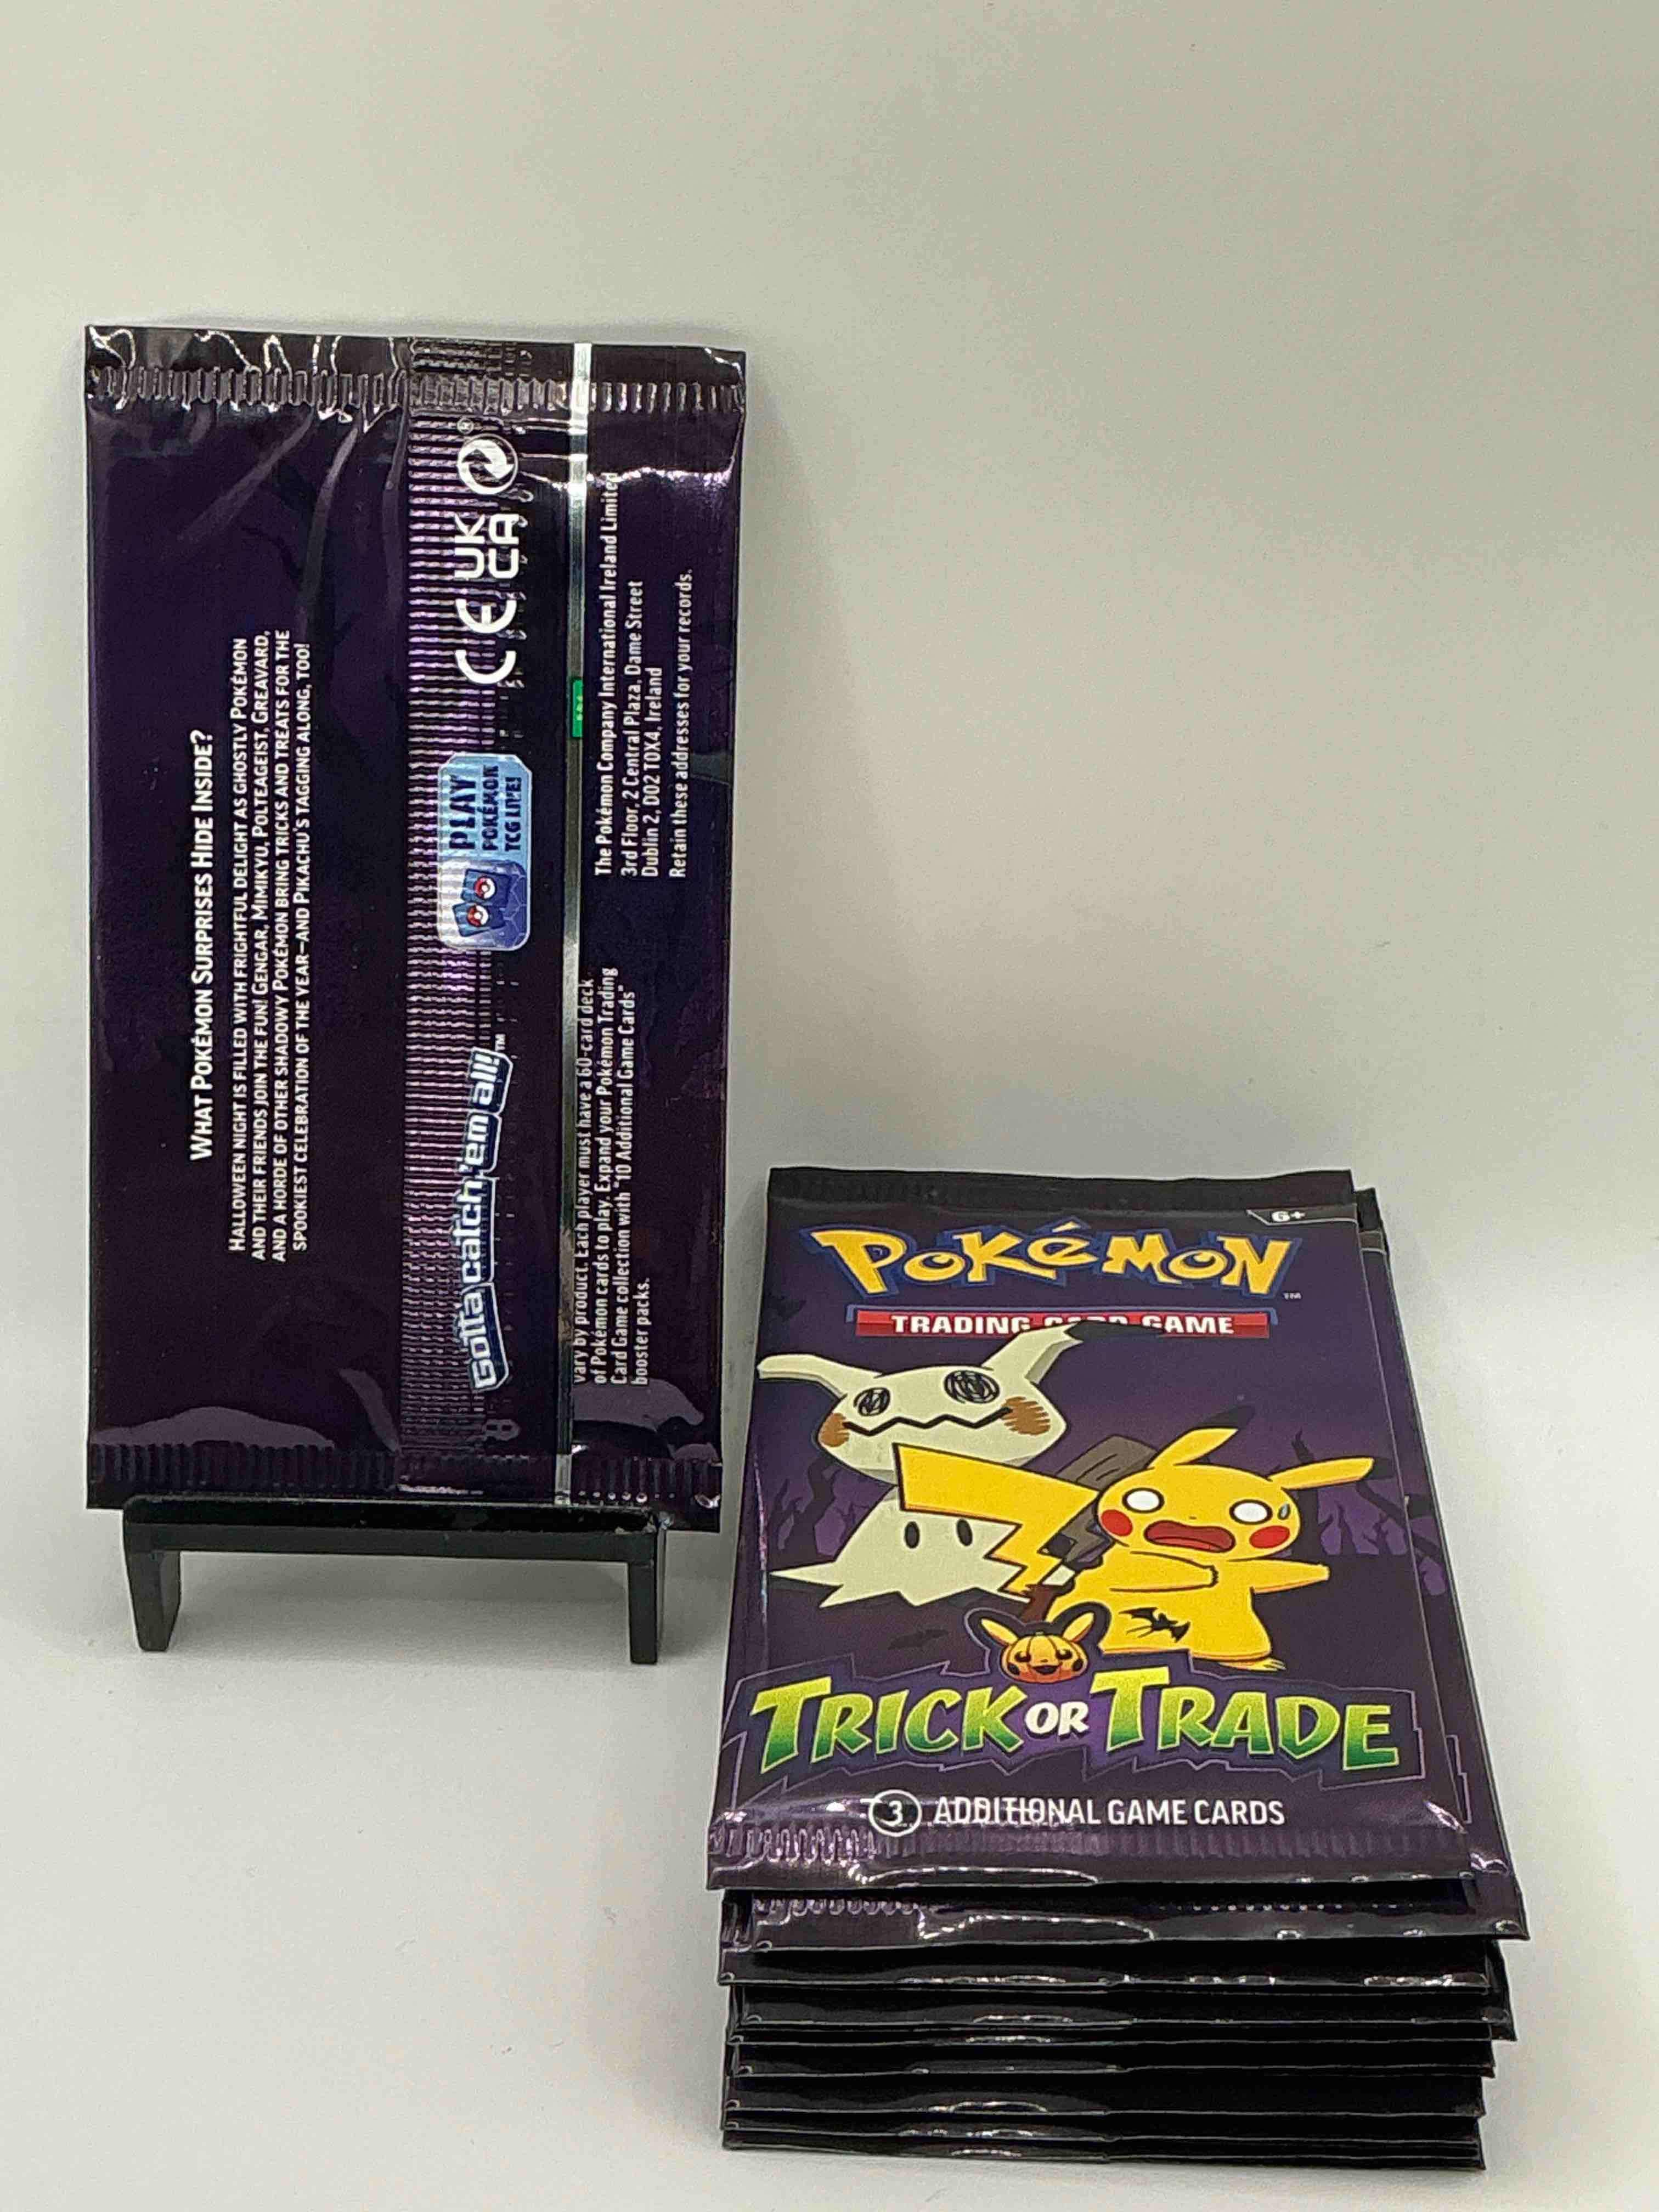 WHAT POKÉMON SURPRISES HIDE INSIDE?
HALLOWEEN NIGHT IS FILLED WITH FRIGHTFUL DELIGHT AS GHOSTLY POKÉMON
AND THEIR FRIENDS JOIN THE FUN! GENGAR, MIMIKYU, POLTEAGEIST, GREAVARD,
AND A HORDE OF OTHER SHADOWY POKÉMON BRING TRICKS AND TREATS FOR THE
SPOOKIEST CELEBRATION OF THE YEAR—AND PIKACHU'S TAGGING ALONG, TOO!
Gotta catch 'em all!™
PLAY
POKÉMON
TCG LIVE!
CE UK
CA ®
vary by product. Each player must have a 60-card deck
of Pokémon cards to play. Expand your Pokémon Trading
Card Game collection with "10 Additional Game Cards"
booster packs.
The Pokémon Company International Ireland Limited
3rd Floor, 2 Central Plaza, Dame Street
Dublin 2, D02 T0X4, Ireland
Retain these addresses for your records.
6+
POKÉMON™
TRADING CARD GAME
TRICK OR TRADE
3 ADDITIONAL GAME CARDS